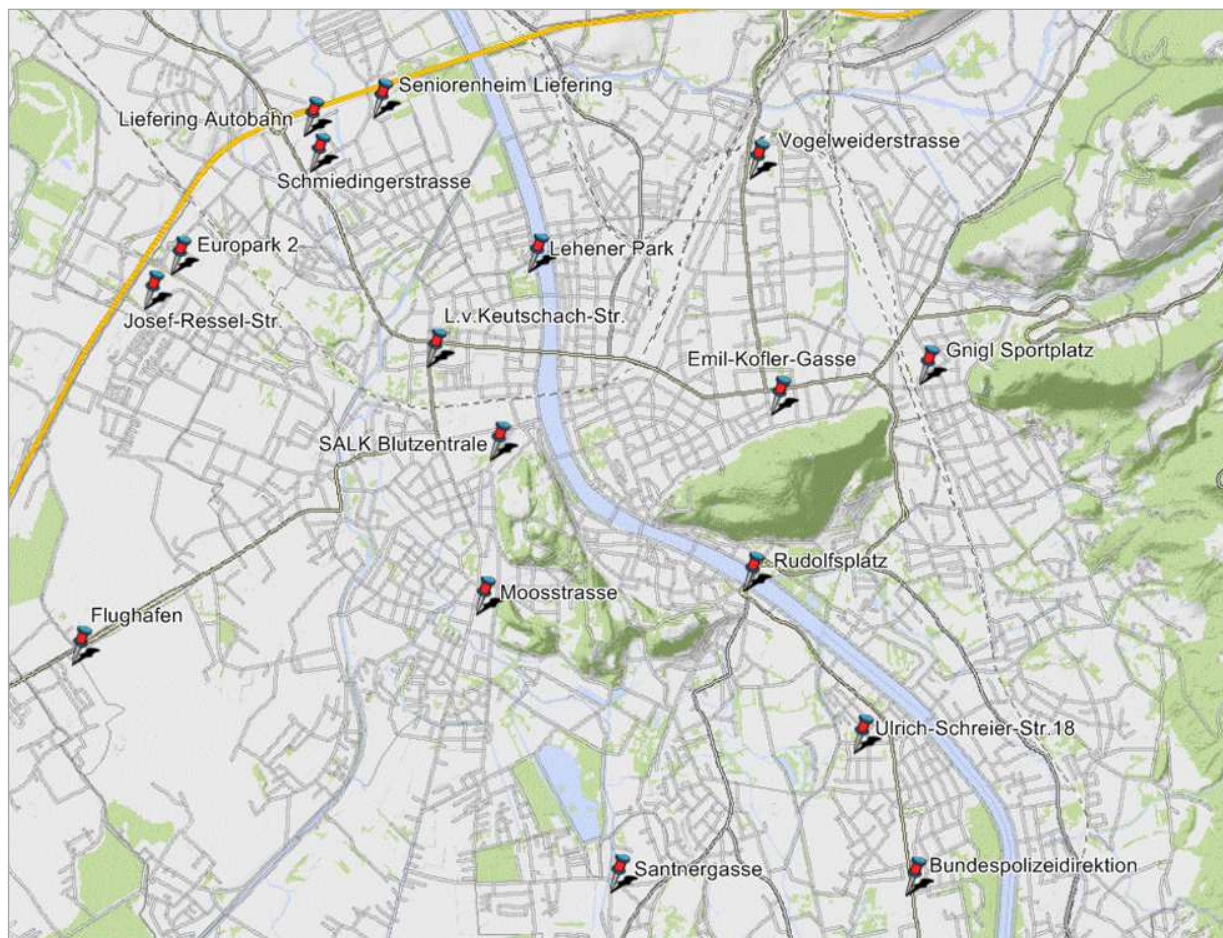 Seniorenheim Liefering
Liefering Autobahn
Vogelweiderstrasse
Schmiedingerstrasse
Europark 2
Lehener Park
Josef-Ressel-Str.
L.v.Keutschach-Str.
Gnigl Sportplatz
Emil-Kofler-Gasse
SALK Blutzentrale
Rudolfsplatz
Moosstrasse
Flughafen
Ulrich-Schreier-Str.18
Bundespolizeidirektion
Santnergasse